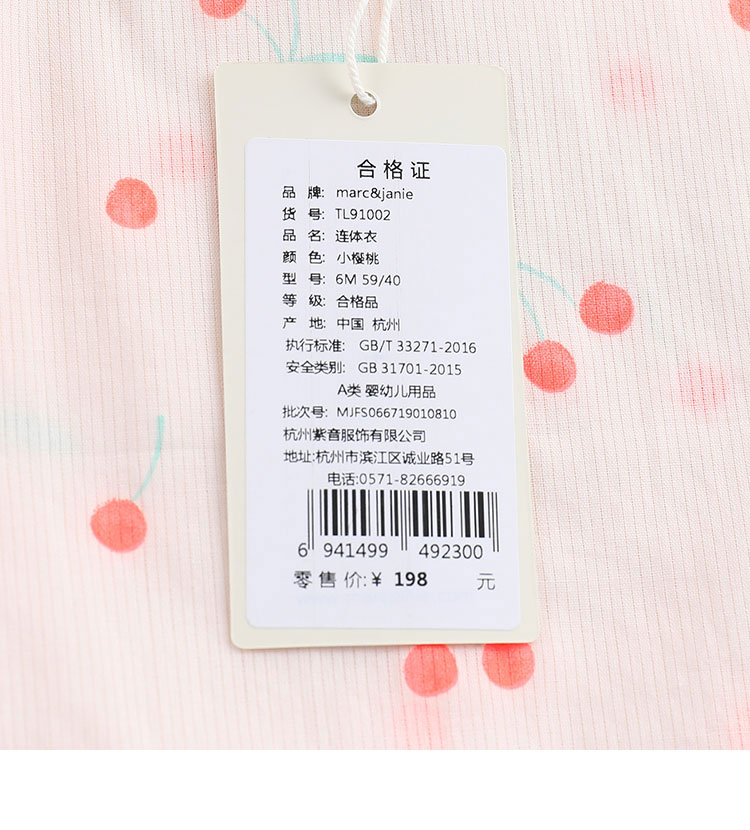 合格证
品 牌: marc&janie
货 号: TL91002
品 名: 连体衣
颜 色: 小樱桃
型 号: 6M 59/40
等 级: 合格品
产 地: 中国 杭州
执行标准: GB/T 33271-2016
安全类别: GB 31701-2015
A类 婴幼儿用品
批次号: MJFS066719010810
杭州紫音服饰有限公司
地址:杭州市滨江区诚业路51号
电话:0571-82666919
6 941499 492300
零售价:¥ 198 元